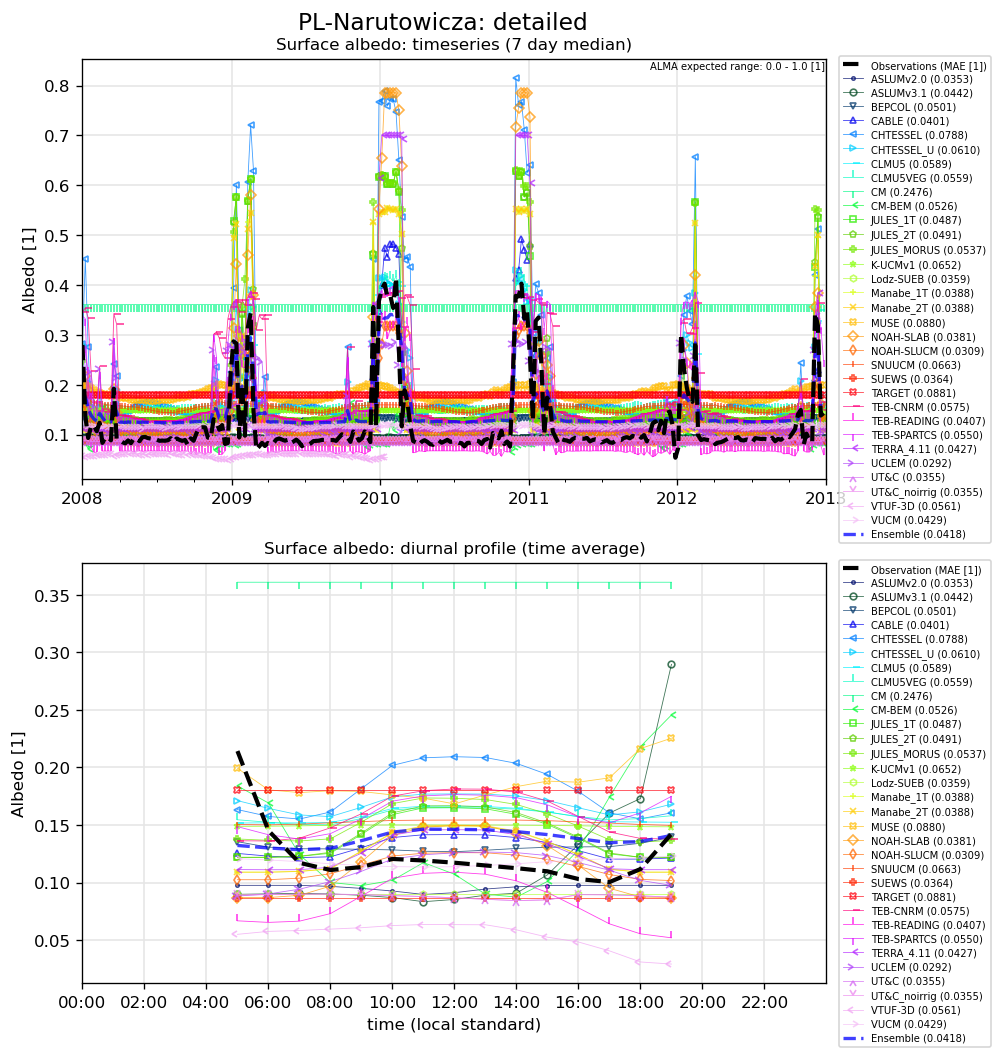 PL-Narutowicza: detailed
Surface albedo: timeseries (7 day median)
ALMA expected range: 0.0 - 1.0 [1]
Albedo [1]
0.8
0.7
0.6
0.5
0.4
0.3
0.2
0.1
2008
2009
2010
2011
2012
2013
Observations (MAE [1])
ASLUMv2.0 (0.0353)
ASLUMv3.1 (0.0442)
BEPCOL (0.0501)
CABLE (0.0401)
CHTESSEL (0.0788)
CHTESSEL_U (0.0610)
CLMU5 (0.0589)
CLMU5VEG (0.0559)
CM (0.2476)
CM-BEM (0.0526)
JULES_1T (0.0487)
JULES_2T (0.0491)
JULES_MORUS (0.0537)
K-UCMv1 (0.0652)
Lodz-SUEB (0.0359)
Manabe_1T (0.0388)
Manabe_2T (0.0388)
MUSE (0.0880)
NOAH-SLAB (0.0381)
NOAH-SLUCM (0.0309)
SNUUCM (0.0663)
SUEWS (0.0364)
TARGET (0.0881)
TEB-CNRM (0.0575)
TEB-READING (0.0407)
TEB-SPARTCS (0.0550)
TERRA_4.11 (0.0427)
UCLEM (0.0292)
UT&C (0.0355)
UT&C_noirrig (0.0355)
VTUF-3D (0.0561)
VUCM (0.0429)
Ensemble (0.0418)
Surface albedo: diurnal profile (time average)
Albedo [1]
0.35
0.30
0.25
0.20
0.15
0.10
0.05
00:00
02:00
04:00
06:00
08:00
10:00
12:00
14:00
16:00
18:00
20:00
22:00
time (local standard)
Observation (MAE [1])
ASLUMv2.0 (0.0353)
ASLUMv3.1 (0.0442)
BEPCOL (0.0501)
CABLE (0.0401)
CHTESSEL (0.0788)
CHTESSEL_U (0.0610)
CLMU5 (0.0589)
CLMU5VEG (0.0559)
CM (0.2476)
CM-BEM (0.0526)
JULES_1T (0.0487)
JULES_2T (0.0491)
JULES_MORUS (0.0537)
K-UCMv1 (0.0652)
Lodz-SUEB (0.0359)
Manabe_1T (0.0388)
Manabe_2T (0.0388)
MUSE (0.0880)
NOAH-SLAB (0.0381)
NOAH-SLUCM (0.0309)
SNUUCM (0.0663)
SUEWS (0.0364)
TARGET (0.0881)
TEB-CNRM (0.0575)
TEB-READING (0.0407)
TEB-SPARTCS (0.0550)
TERRA_4.11 (0.0427)
UCLEM (0.0292)
UT&C (0.0355)
UT&C_noirrig (0.0355)
VTUF-3D (0.0561)
VUCM (0.0429)
Ensemble (0.0418)